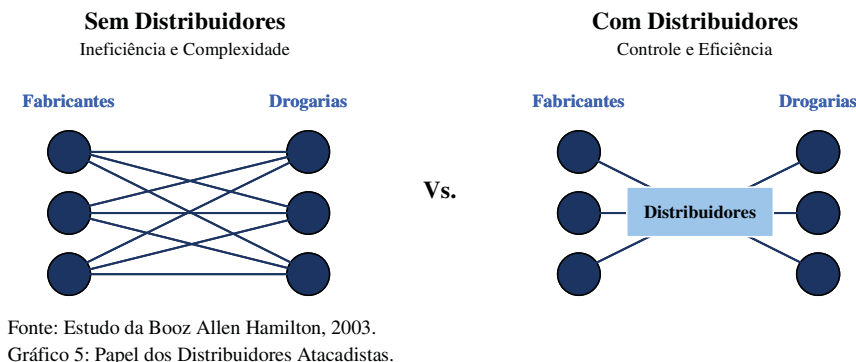 Sem Distribuidores
Ineficiência e Complexidade
Fabricantes
Drogarias
Vs.
Com Distribuidores
Controle e Eficiência
Fabricantes
Drogarias
Distribuidores
Fonte: Estudo da Booz Allen Hamilton, 2003.
Gráfico 5: Papel dos Distribuidores Atacadistas.